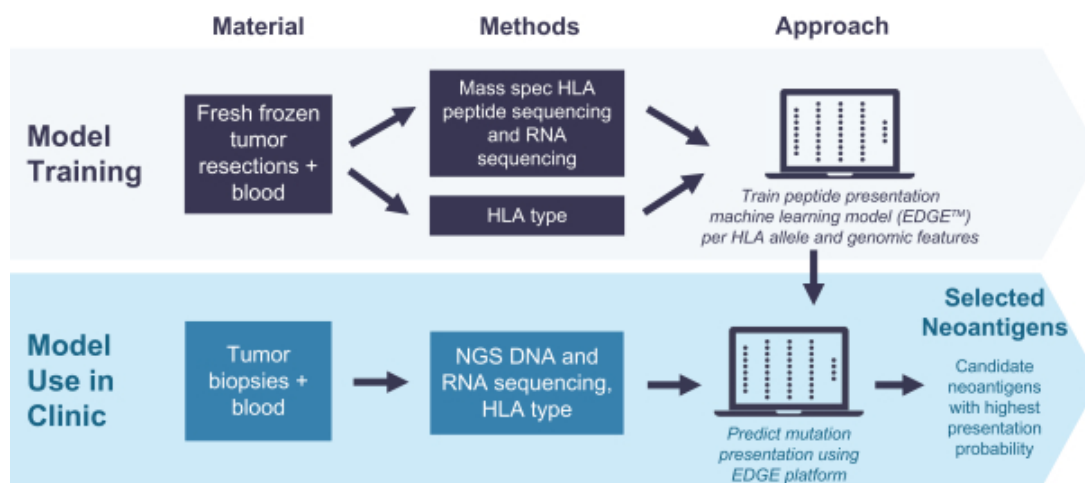 Material
Methods
Approach
Model
Training
Fresh frozen
tumor
resections +
blood
Mass spec HLA
peptide sequencing
and RNA
sequencing
HLA type
Train peptide presentation
machine learning model (EDGE™)
per HLA allele and genomic features
Model
Use in
Clinic
Tumor
biopsies +
blood
NGS DNA and
RNA sequencing,
HLA type
Predict mutation
presentation using
EDGE platform
Selected
Neoantigens
Candidate
neoantigens
with highest
presentation
probability